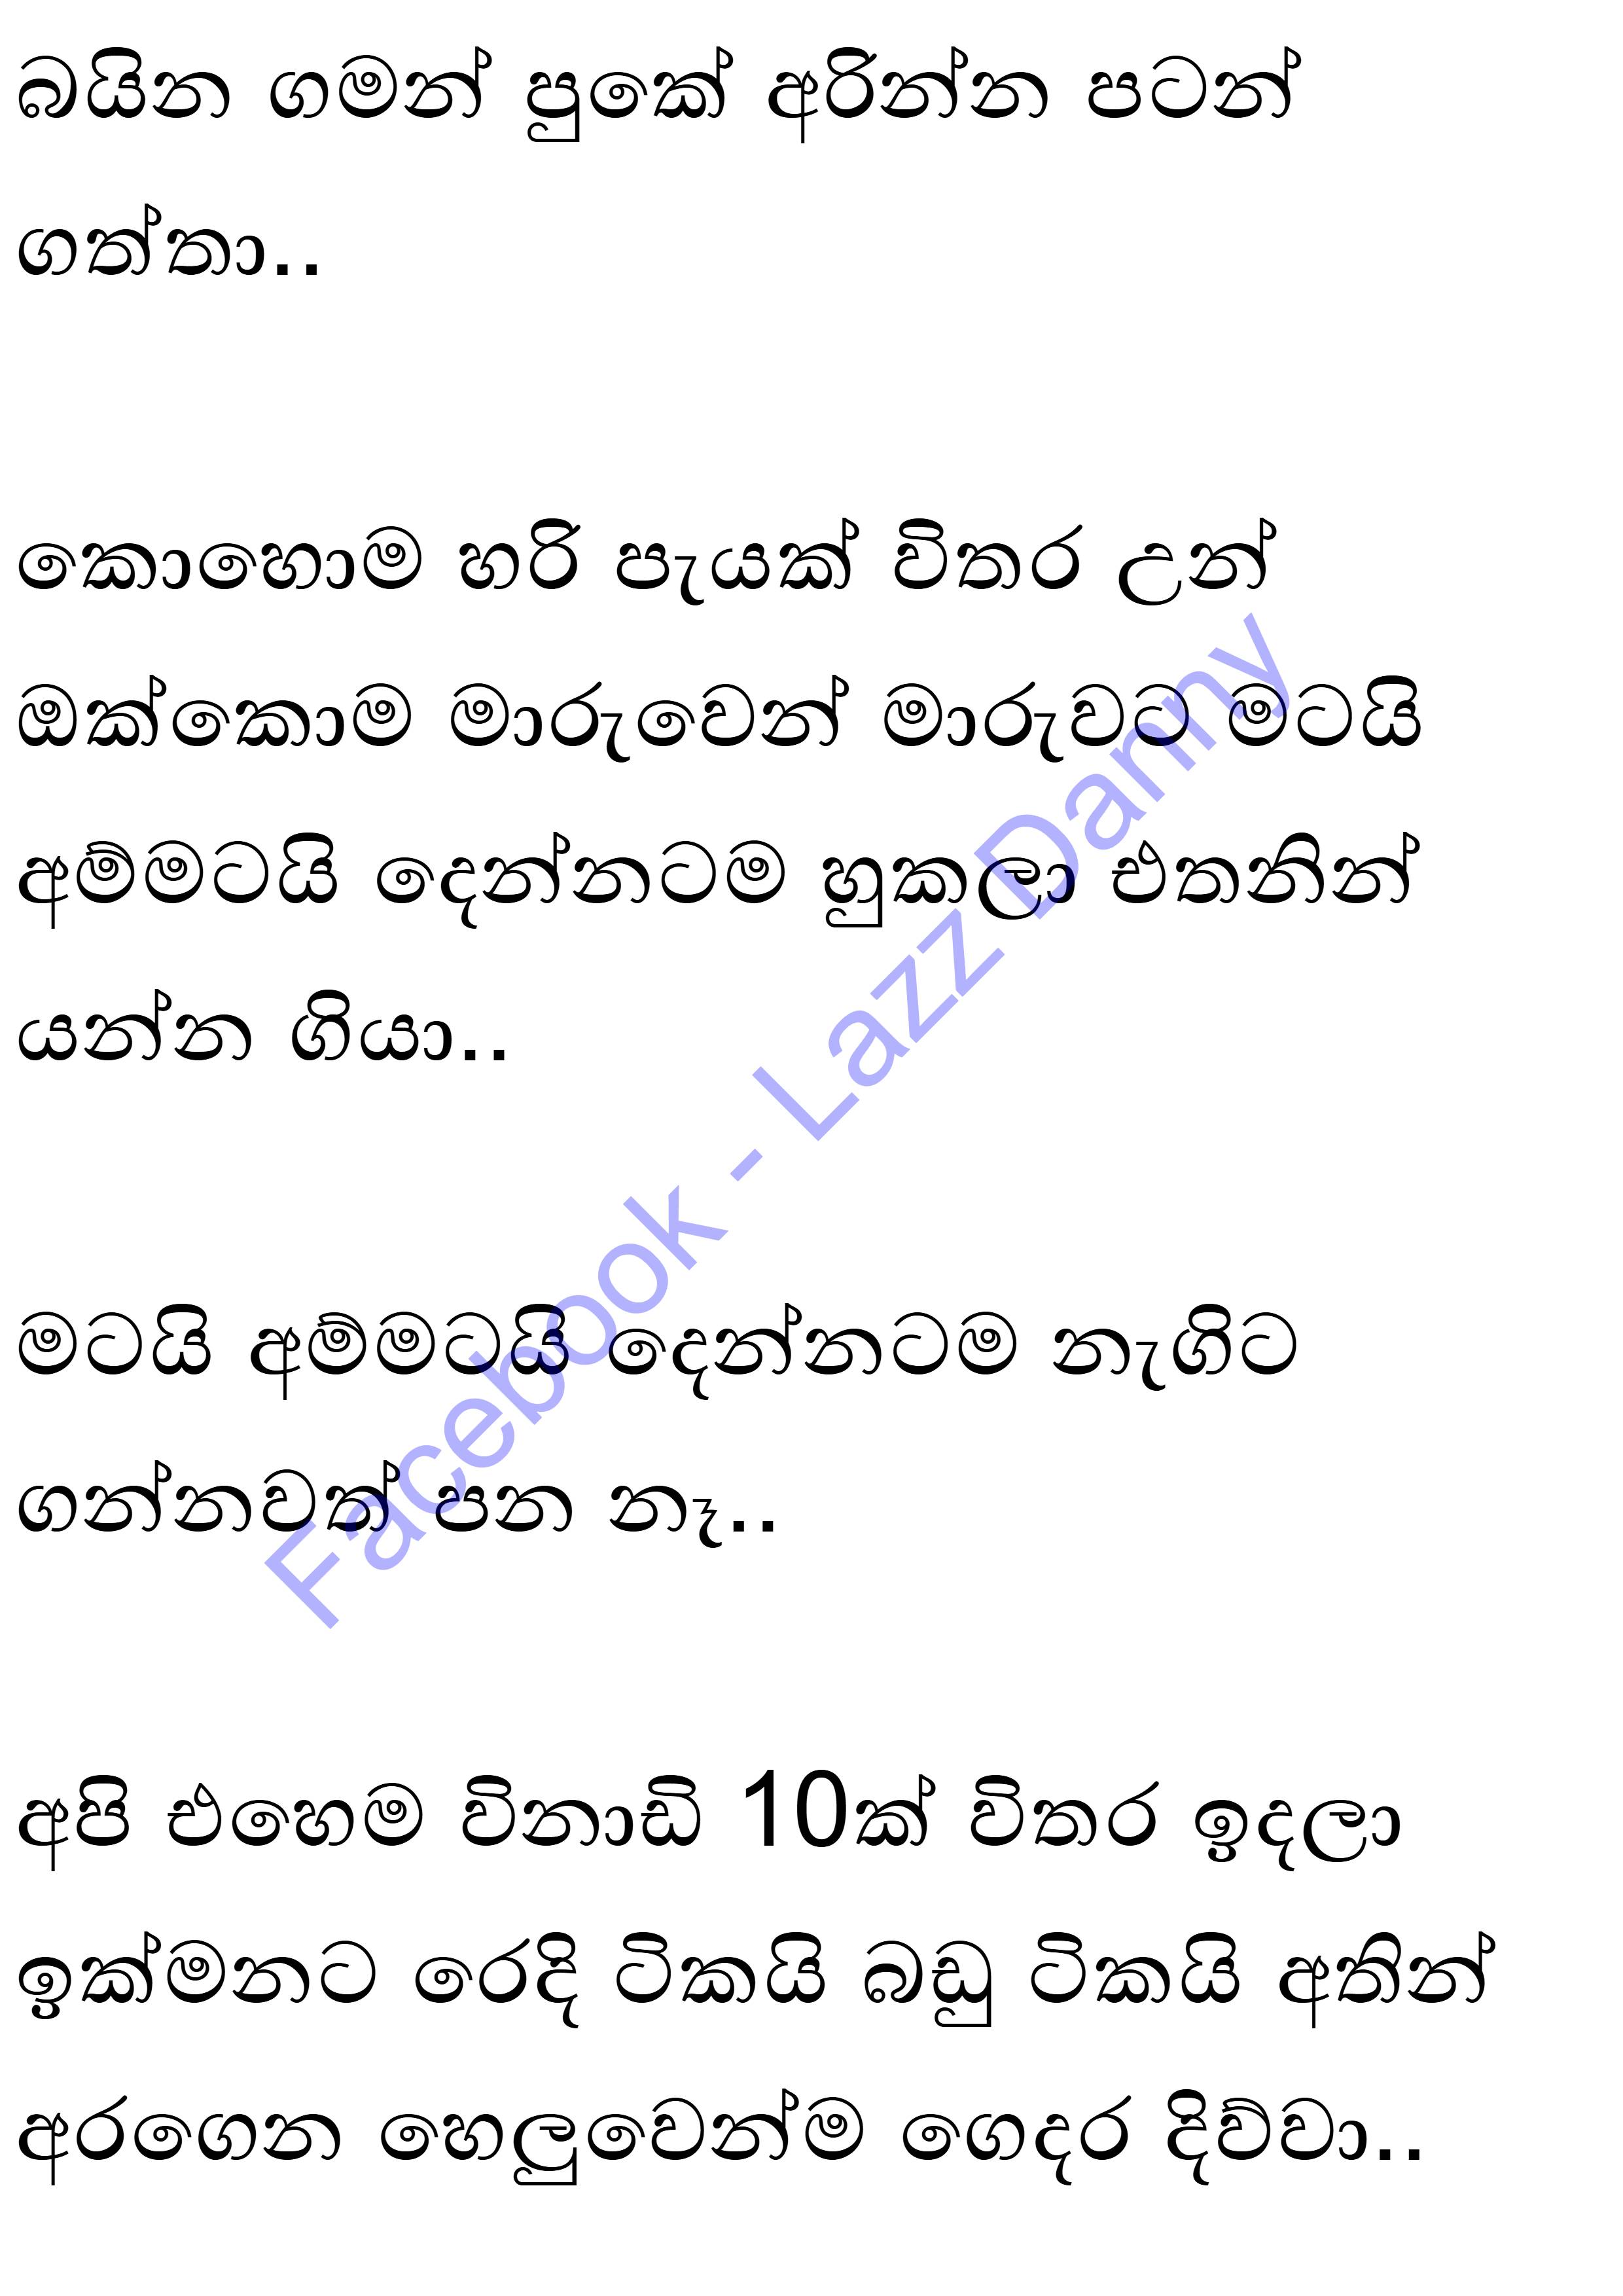 බයින ගමන් පුකේ අරින්න පටන්
ගත්තා..
කොහොම හරි පැයක් විතර උන්
ඔක්කොම මාරුවෙන් මාරුවට මටයි
අම්මටයි දෙන්නටම හුකලා එතනින්
යන්න ගියා..
මටයි අම්මටයි දෙන්නටම නැගිට
ගන්නවත් පන නෑ..
අපි එහෙම විනාඩි 10ක් විතර ඉදලා
ඉක්මනට රෙදි ටිකයි බඩු ටිකයි අතින්
අරගෙන හෙලුවෙන්ම ගෙදර දිව්වා..
Facebook - Lazz Danny